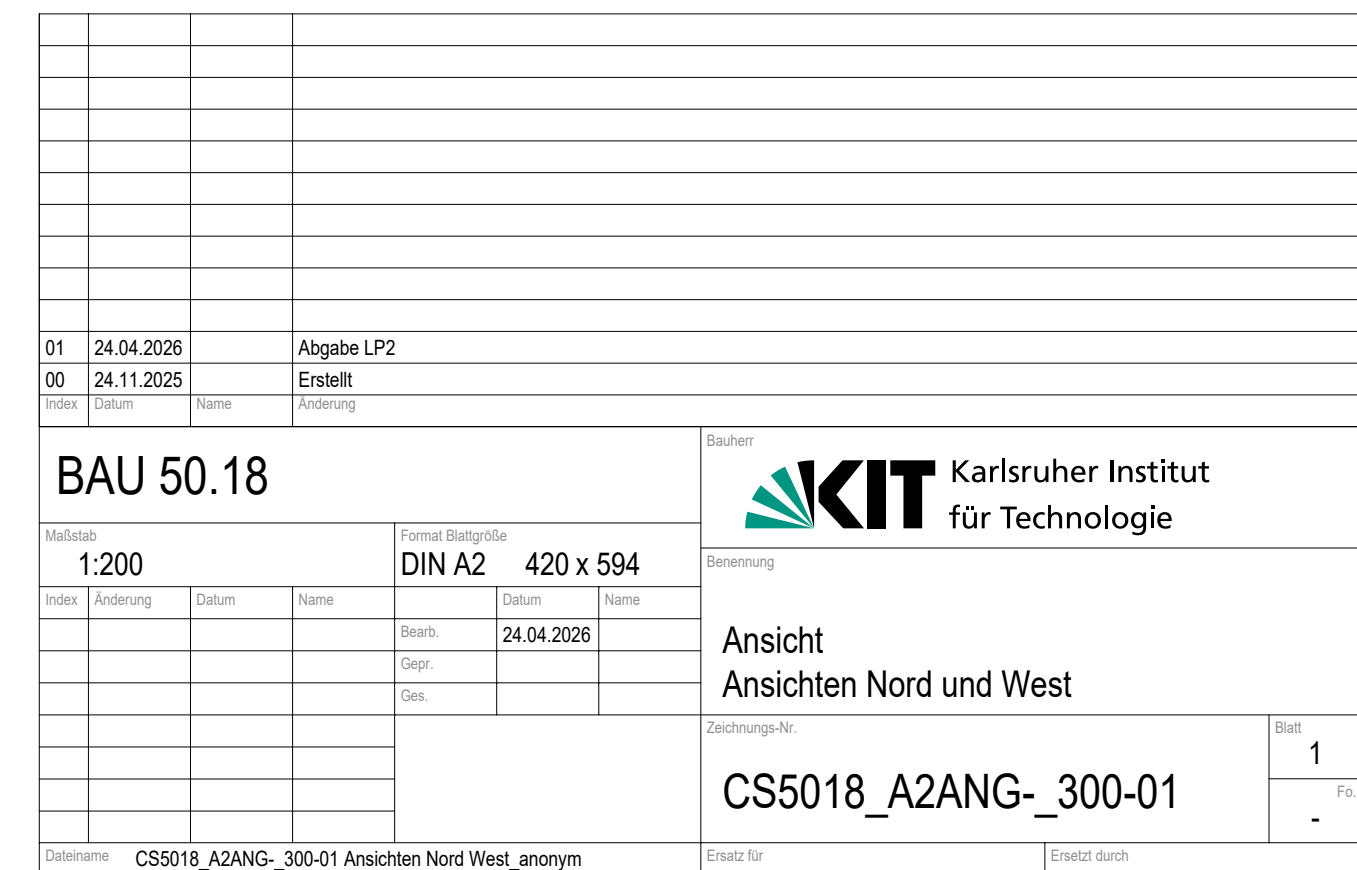 01 24.04.2026 Abgabe LP2
00 24.11.2025 Erstellt
Index Datum Name Änderung
BAU 50.18
Bauherr
KIT Karlsruher Institut
für Technologie
Maßstab
1:200
Format Blattgröße
DIN A2 420 x 594
Benennung
Ansicht
Ansichten Nord und West
Index Änderung Datum Name
Datum Name
Bearb. 24.04.2026
Gepr.
Ges.
Zeichnungs-Nr.
CS5018_A2ANG-_300-01
Blatt
1
Fo.
-
Dateiname CS5018_A2ANG-_300-01 Ansichten Nord West_anonym
Ersatz für
Ersetzt durch